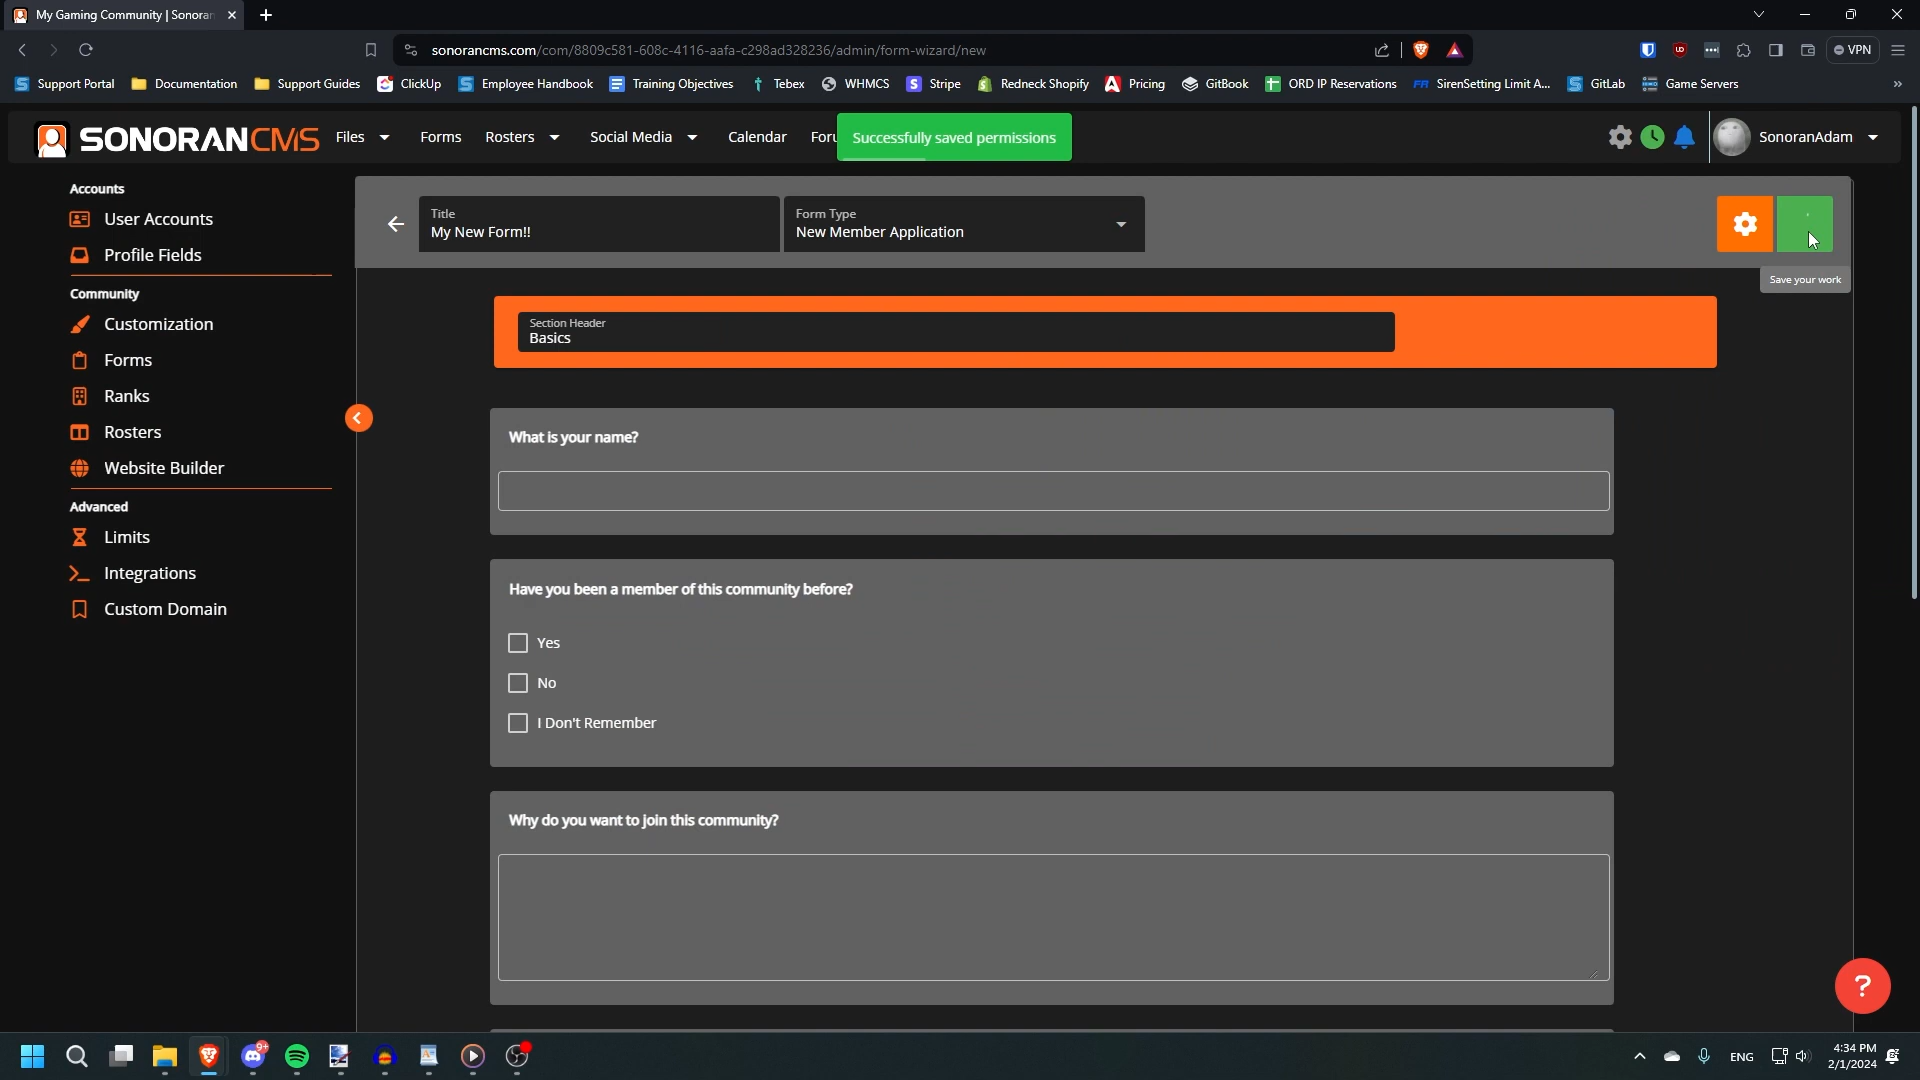 My Gaming Community | Sonoran
sonorancms.com/com/8809c581-608c-4116-aafa-c298ad328236/admin/form-wizard/new
VPN
Support Portal
Documentation
Support Guides
ClickUp
Employee Handbook
Training Objectives
Tebex
WHMCS
Stripe
Redneck Shopify
Pricing
GitBook
ORD IP Reservations
SirenSetting Limit A...
GitLab
Game Servers
SONORANCMS
Files
Forms
Rosters
Social Media
Calendar
Foru
Successfully saved permissions
SonoranAdam
Accounts
User Accounts
Profile Fields
Community
Customization
Forms
Ranks
Rosters
Website Builder
Advanced
Limits
Integrations
Custom Domain
Title
My New Form!!
Form Type
New Member Application
Save your work
Section Header
Basics
What is your name?
Have you been a member of this community before?
Yes
No
I Don't Remember
Why do you want to join this community?
?
9+
ENG
4:34 PM
2/1/2024